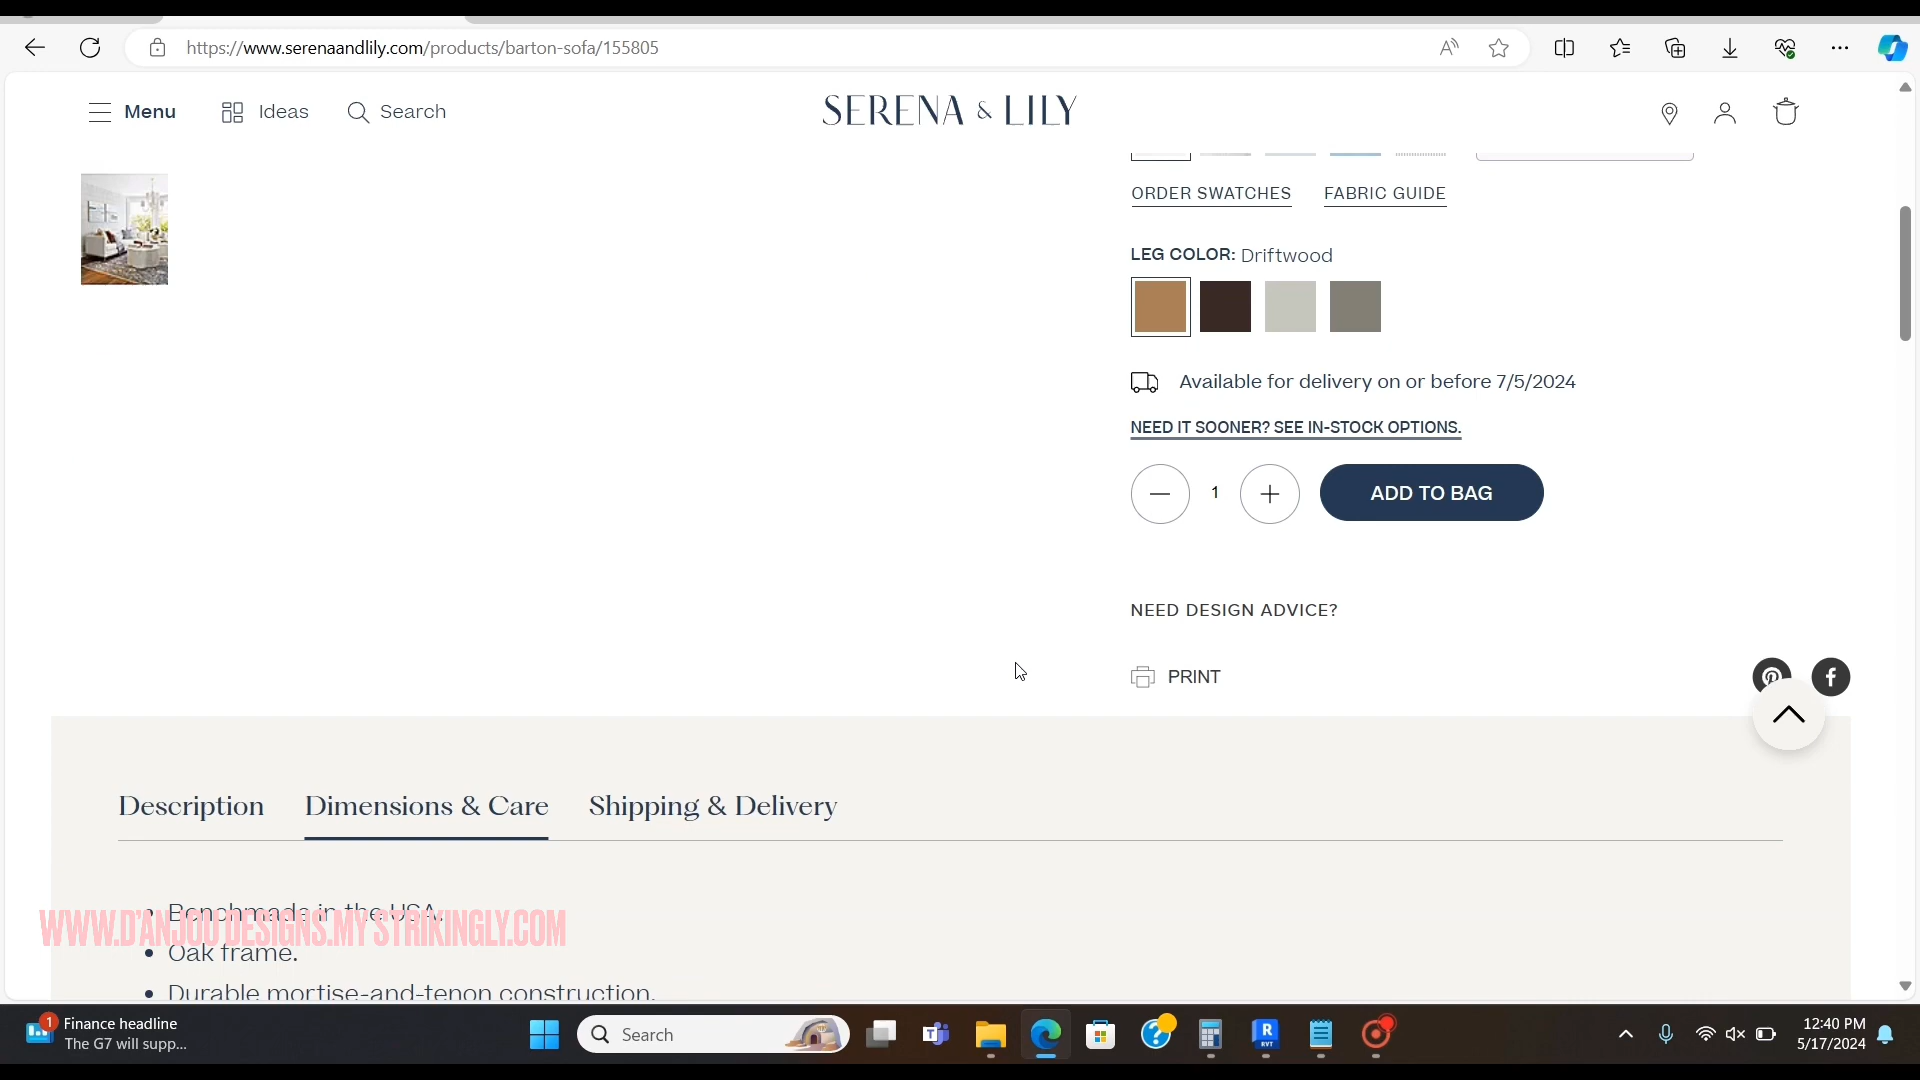 https://www.serenaandlily.com/products/barton-sofa/155805
Menu
Ideas
Search
SERENA & LILY
ORDER SWATCHES
FABRIC GUIDE
LEG COLOR: Driftwood
Available for delivery on or before 7/5/2024
NEED IT SOONER? SEE IN-STOCK OPTIONS.
1
ADD TO BAG
NEED DESIGN ADVICE?
PRINT
Description
Dimensions & Care
Shipping & Delivery
Benchmade in the USA.
WWW.D'ANJOU DESIGNS.MY STRIKINGLY.COM
Oak frame.
Durable mortise-and-tenon construction.
1
Finance headline
The G7 will supp...
Search
12:40 PM
5/17/2024